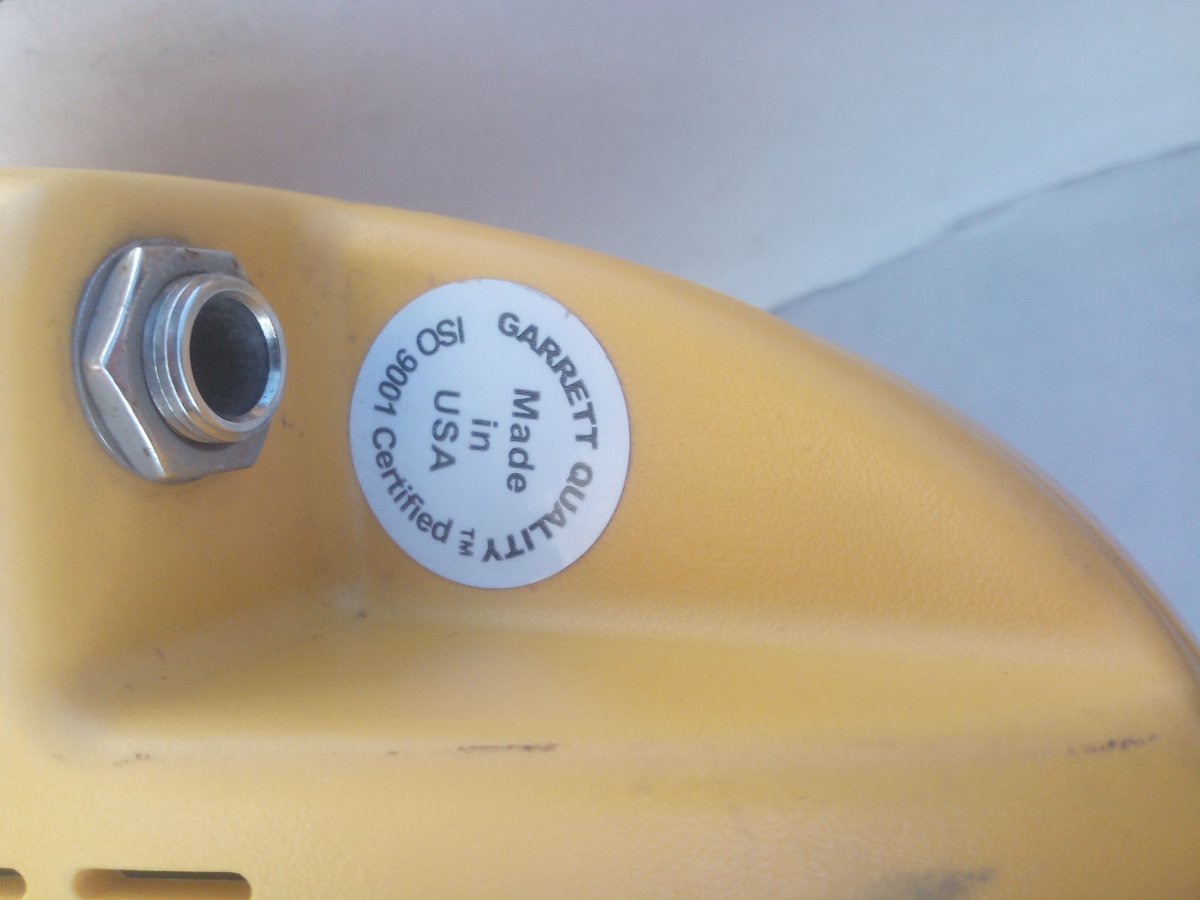 GARRETT QUALITY™
Made
in
USA
ISO 9001 Certified